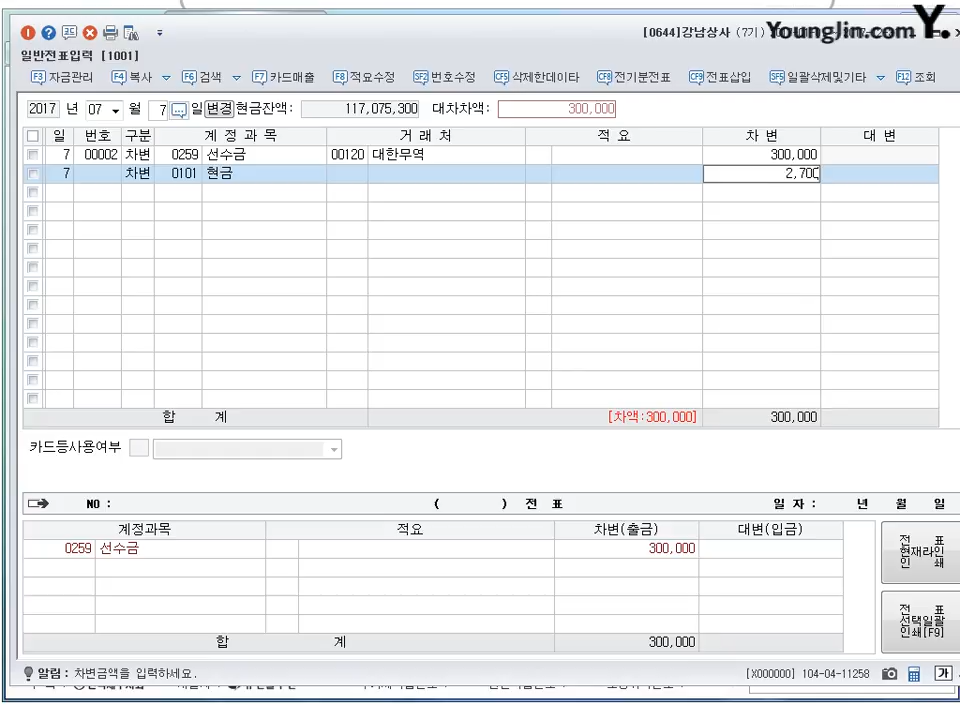 [0644]강남상사 (7기)
YoungJin.com Y.
일반전표입력 [1001]
F3 자금관리 F4 복사 F6 검색 F7 카드매출 F8 적요수정 SF2 번호수정 CF5 삭제한데이타 CF8 전기분전표 CF9 전표삽입 SF5 일괄삭제및기타 F12 조회
2017 년 07 월 7 일 변경 현금잔액: 117,075,300 대차차액: 300,000
일 번호 구분 계 정 과 목 거 래 처 적 요 차 변 대 변
7 00002 차변 0259 선수금 00120 대한무역 300,000
7 차변 0101 현금 2,700
합 계 [차액:300,000] 300,000
카드등사용여부
NO : ( ) 전 표 일 자 : 년 월 일
계정과목 적요 차변(출금) 대변(입금)
0259 선수금 300,000
합 계 300,000
전 표
현재라인
인 쇄
전 표
선택일괄
인쇄[F9]
알림 : 차변금액을 입력하세요.
[X000000] 104-04-11258 가